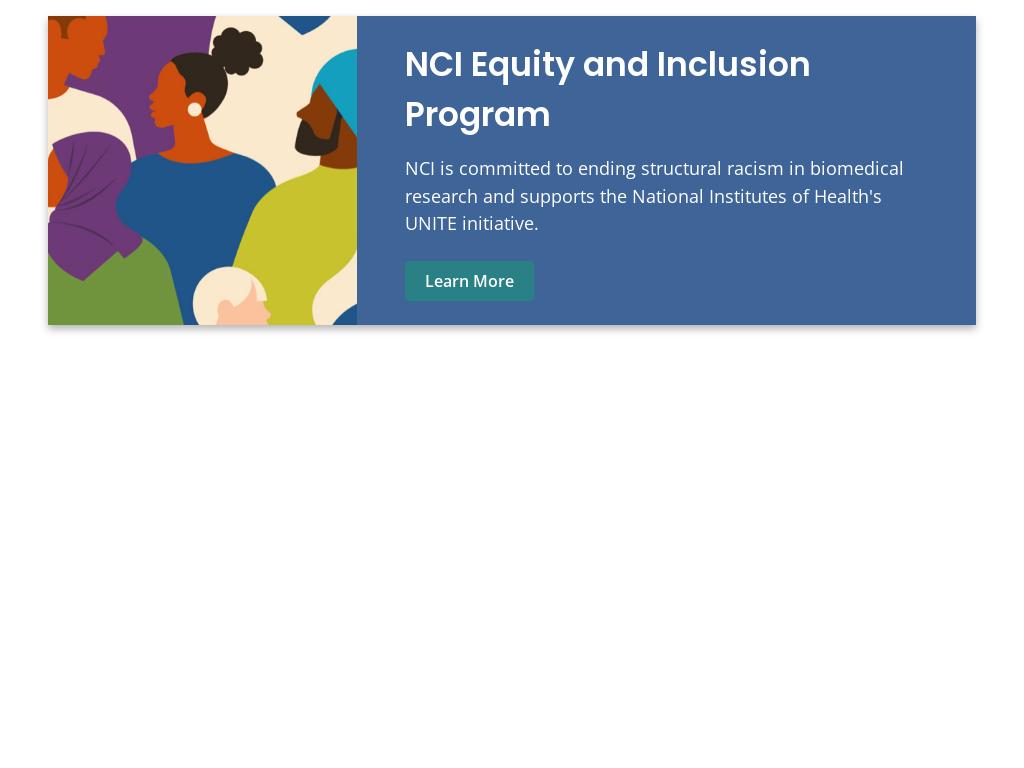 NCI Equity and Inclusion
Program
NCI is committed to ending structural racism in biomedical
research and supports the National Institutes of Health's
UNITE initiative.
Learn More